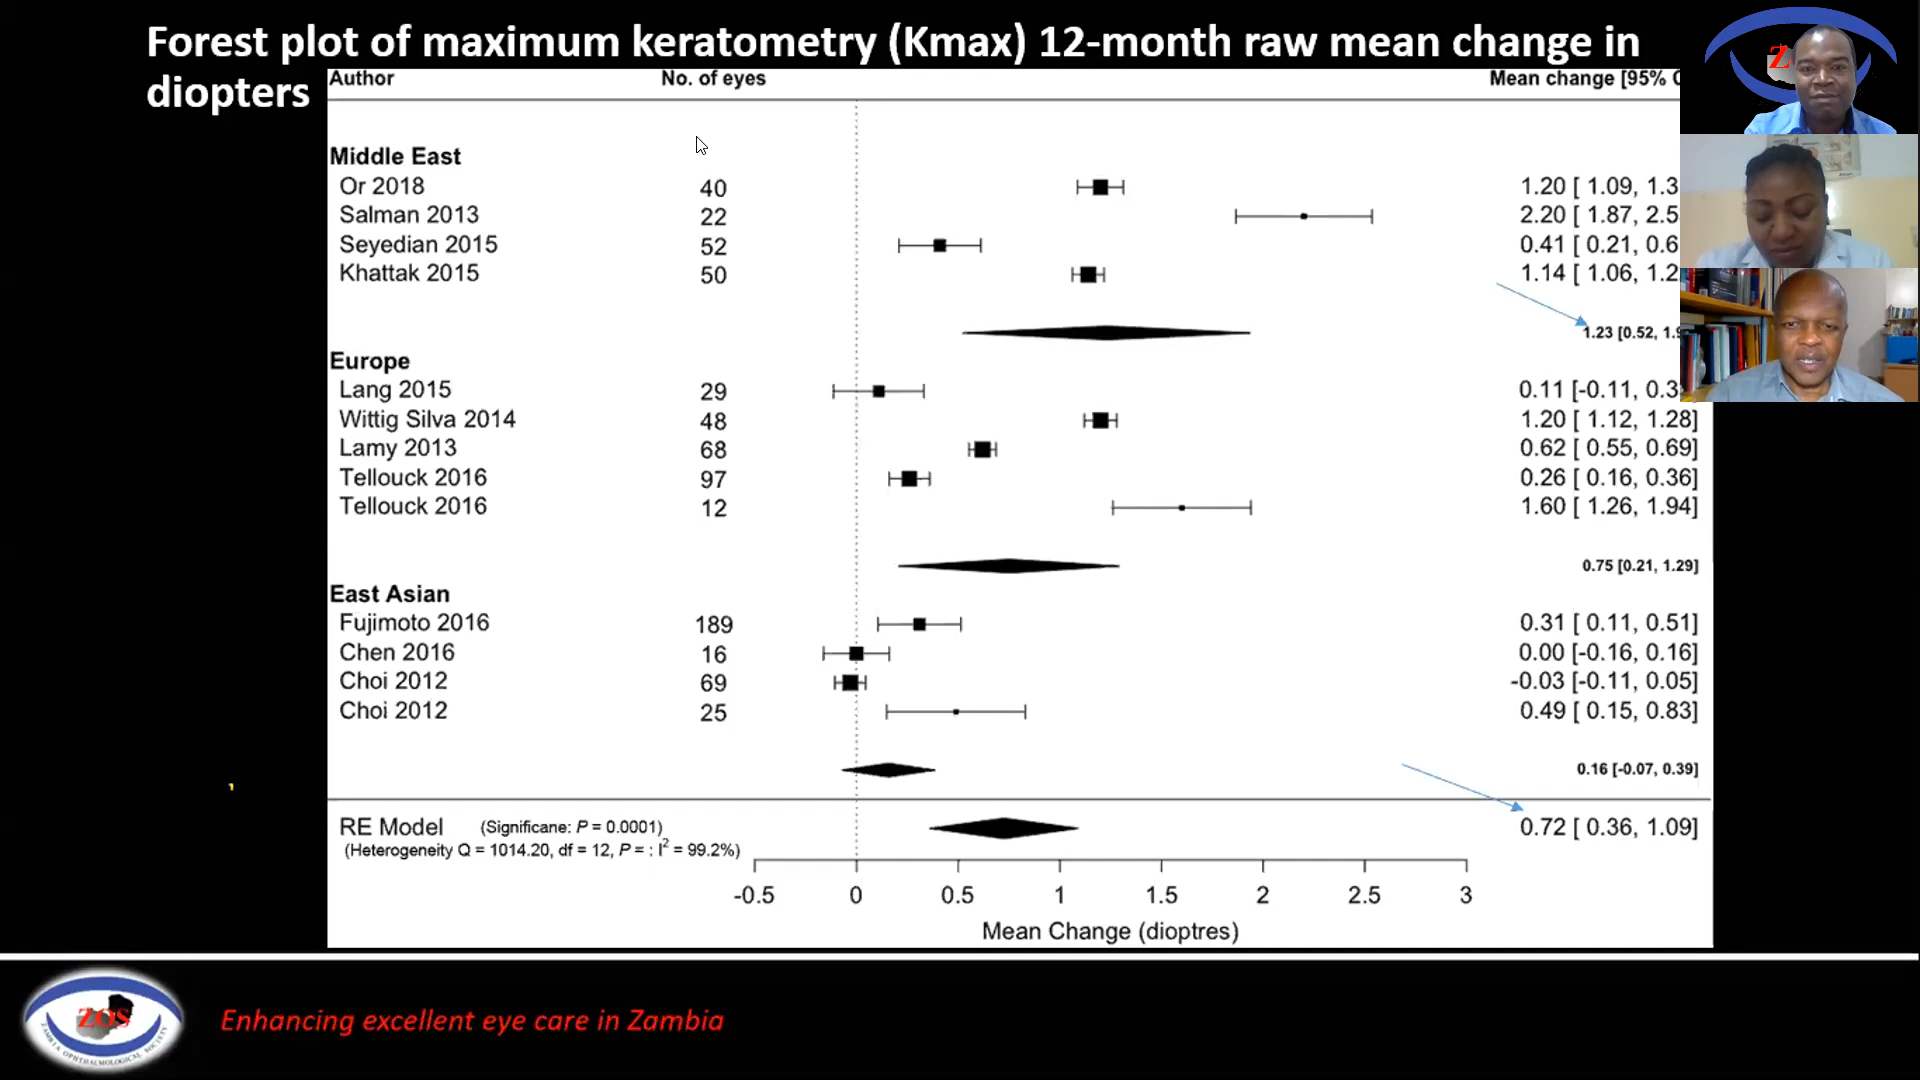 Forest plot of maximum keratometry (Kmax) 12-month raw mean change in
diopters
Author No. of eyes Mean change [95%
Middle East
Or 2018 40 1.20 [ 1.09, 1.3
Salman 2013 22 2.20 [ 1.87, 2.5
Seyedian 2015 52 0.41 [ 0.21, 0.6
Khattak 2015 50 1.14 [ 1.06, 1.2
1.23 [0.52, 1.9
Europe
Lang 2015 29 0.11 [-0.11, 0.3
Wittig Silva 2014 48 1.20 [ 1.12, 1.28]
Lamy 2013 68 0.62 [ 0.55, 0.69]
Tellouck 2016 97 0.26 [ 0.16, 0.36]
Tellouck 2016 12 1.60 [ 1.26, 1.94]
0.75 [0.21, 1.29]
East Asian
Fujimoto 2016 189 0.31 [ 0.11, 0.51]
Chen 2016 16 0.00 [-0.16, 0.16]
Choi 2012 69 -0.03 [-0.11, 0.05]
Choi 2012 25 0.49 [ 0.15, 0.83]
0.16 [-0.07, 0.39]
RE Model (Significane: P = 0.0001) 0.72 [ 0.36, 1.09]
(Heterogeneity Q = 1014.20, df = 12, P = : I² = 99.2%)
-0.5 0 0.5 1 1.5 2 2.5 3
Mean Change (dioptres)
ZOS
ZAMBIA OPHTHALMOLOGICAL SOCIETY
Enhancing excellent eye care in Zambia